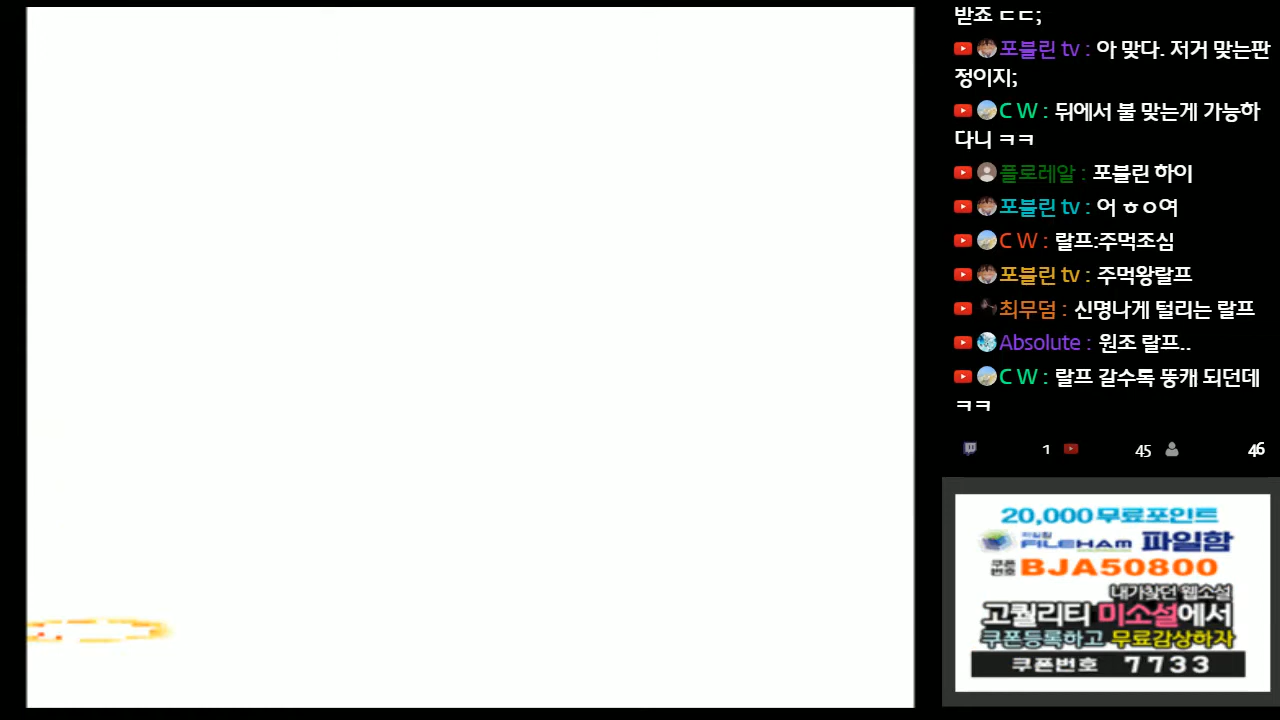 받죠 ㄷㄷ;
포블린 tv : 아 맞다. 저거 맞는판
정이지;
C W : 뒤에서 불 맞는게 가능하
다니 ㅋㅋ
플로레알 : 포블린 하이
포블린 tv : 어 ㅎㅇ여
C W : 랄프:주먹조심
포블린 tv : 주먹왕랄프
최무덤 : 신명나게 털리는 랄프
Absolute : 원조 랄프..
C W : 랄프 갈수록 뚱캐 되던데
ㅋㅋ
1 45 46
20,000무료포인트
FILEHAM 파일함
쿠폰번호 BJA50800
내가찾던 웹소설
고퀄리티 미소설에서
쿠폰등록하고 무료감상하자
쿠폰번호 7733